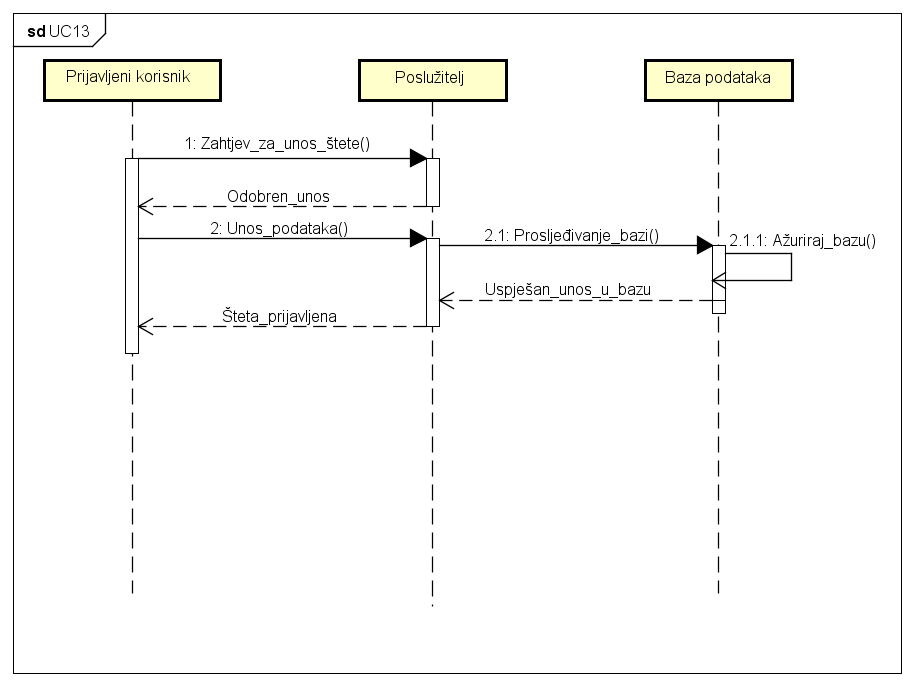 sd UC13
Prijavljeni korisnik
Poslužitelj
Baza podataka
1: Zahtjev_za_unos_štete()
Odobren_unos
2: Unos_podataka()
2.1: Prosljeđivanje_bazi()
2.1.1: Ažuriraj_bazu()
Uspješan_unos_u_bazu
Šteta_prijavljena